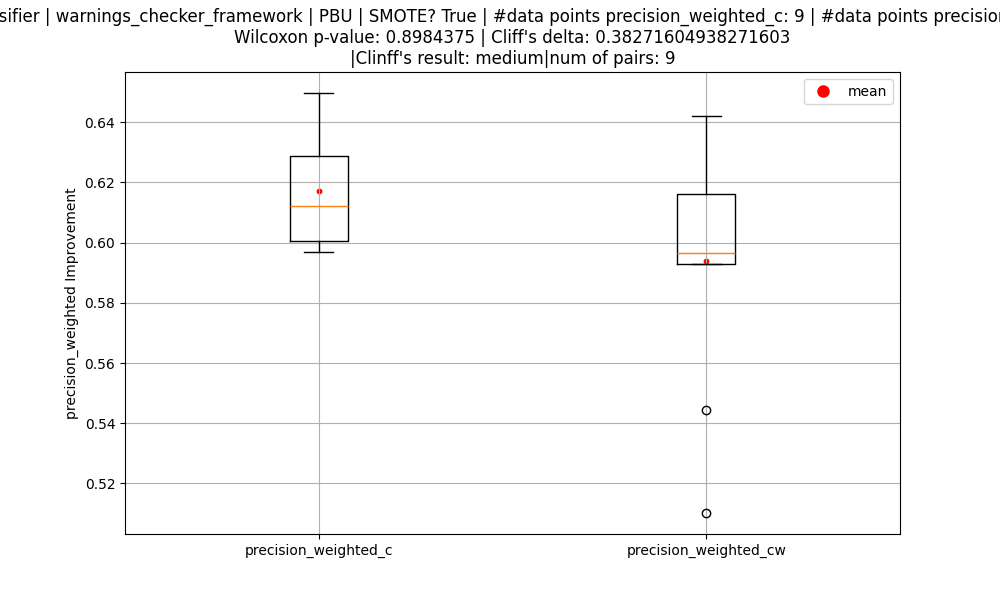 sifier | warnings_checker_framework | PBU | SMOTE? True | #data points precision_weighted_c: 9 | #data points precision
Wilcoxon p-value: 0.8984375 | Cliff's delta: 0.38271604938271603
|Clinff's result: medium|num of pairs: 9
mean
0.64
0.62
0.60
0.58
0.56
0.54
0.52
precision_weighted Improvement
precision_weighted_c
precision_weighted_cw